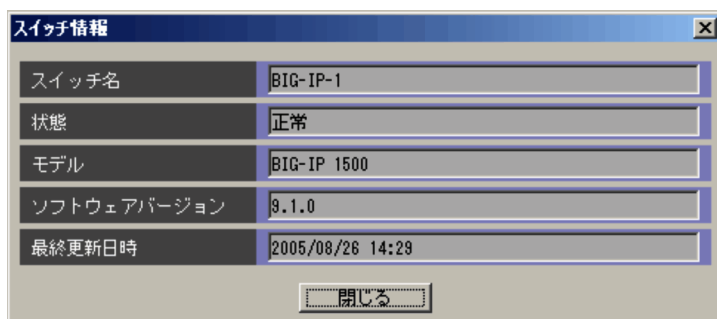 スイッチ情報
スイッチ名 BIG-IP-1
状態 正常
モデル BIG-IP 1500
ソフトウェアバージョン 9.1.0
最終更新日時 2005/08/26 14:29
閉じる